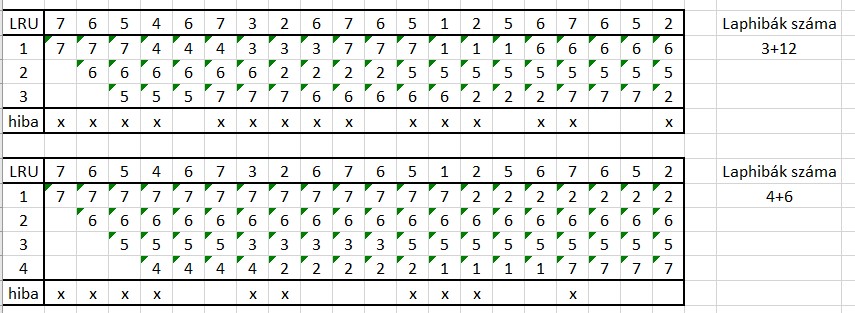 LRU 7 6 5 4 6 7 3 2 6 7 6 5 1 2 5 6 7 6 5 2 Laphibák száma
1 7 7 7 4 4 4 3 3 3 7 7 7 1 1 1 6 6 6 6 6 3+12
2 6 6 6 6 6 6 2 2 2 2 5 5 5 5 5 5 5 5 5
3 5 5 5 7 7 7 6 6 6 6 6 2 2 2 7 7 7 2
hiba x x x x x x x x x x x x x x x
LRU 7 6 5 4 6 7 3 2 6 7 6 5 1 2 5 6 7 6 5 2 Laphibák száma
1 7 7 7 7 7 7 7 7 7 7 7 7 7 2 2 2 2 2 2 2 4+6
2 6 6 6 6 6 6 6 6 6 6 6 6 6 6 6 6 6 6 6
3 5 5 5 5 3 3 3 3 3 5 5 5 5 5 5 5 5 5
4 4 4 4 4 2 2 2 2 2 1 1 1 1 7 7 7 7
hiba x x x x x x x x x x